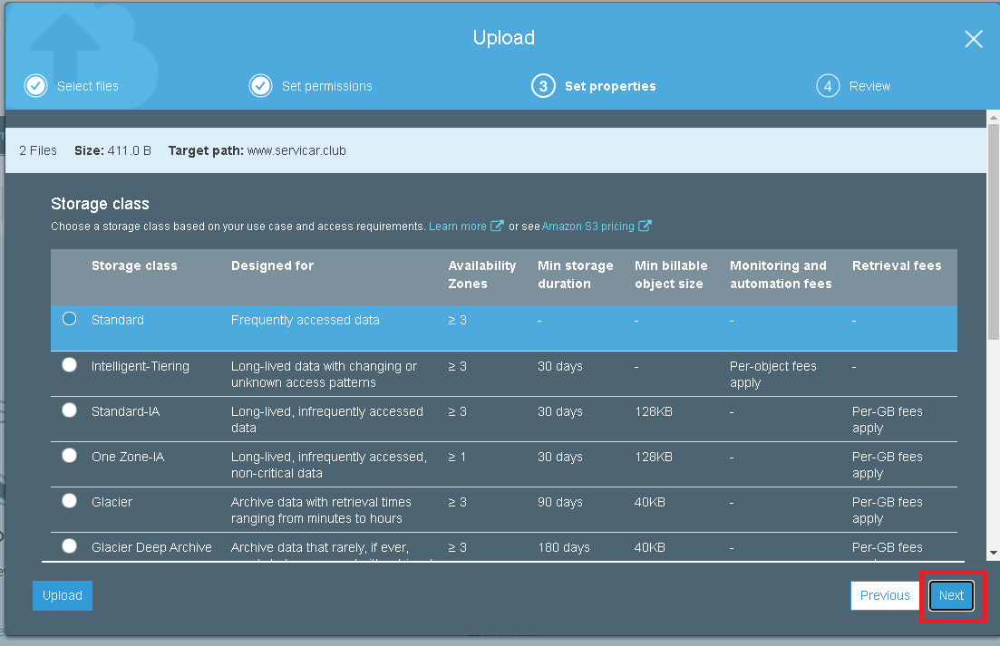 Upload
Select files
Set permissions
3 Set properties
4 Review
2 Files Size: 411.0 B Target path: www.servicar.club
Storage class
Choose a storage class based on your use case and access requirements. Learn more or see Amazon S3 pricing
Storage class Designed for Availability Zones Min storage duration Min billable object size Monitoring and automation fees Retrieval fees
Standard Frequently accessed data ≥ 3 - - - -
Intelligent-Tiering Long-lived data with changing or unknown access patterns ≥ 3 30 days - Per-object fees apply -
Standard-IA Long-lived, infrequently accessed data ≥ 3 30 days 128KB - Per-GB fees apply
One Zone-IA Long-lived, infrequently accessed, non-critical data ≥ 1 30 days 128KB - Per-GB fees apply
Glacier Archive data with retrieval times ranging from minutes to hours ≥ 3 90 days 40KB - Per-GB fees apply
Glacier Deep Archive Archive data that rarely, if ever, ≥ 3 180 days 40KB - Per-GB fees
Upload Previous Next